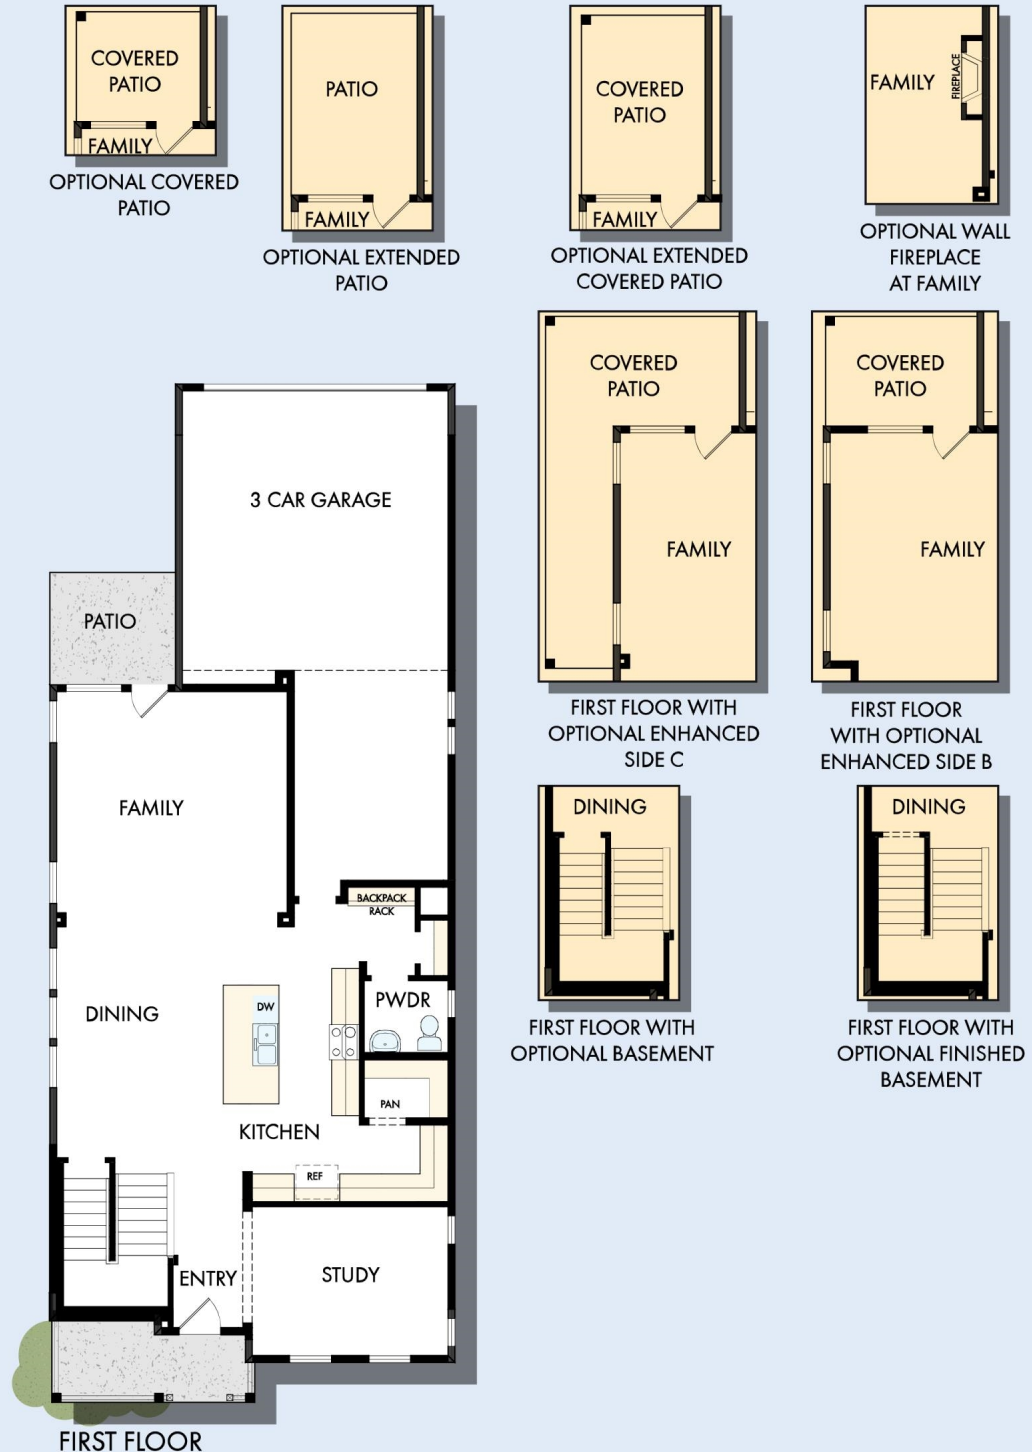 COVERED
PATIO
FAMILY
OPTIONAL COVERED
PATIO
PATIO
FAMILY
OPTIONAL EXTENDED
PATIO
COVERED
PATIO
FAMILY
OPTIONAL EXTENDED
COVERED PATIO
FAMILY
FIREPLACE
OPTIONAL WALL
FIREPLACE
AT FAMILY
COVERED
PATIO
FAMILY
FIRST FLOOR WITH
OPTIONAL ENHANCED
SIDE C
COVERED
PATIO
FAMILY
FIRST FLOOR
WITH OPTIONAL
ENHANCED SIDE B
DINING
FIRST FLOOR WITH
OPTIONAL BASEMENT
DINING
FIRST FLOOR WITH
OPTIONAL FINISHED
BASEMENT
3 CAR GARAGE
PATIO
FAMILY
BACKPACK
RACK
DINING
DW
PWDR
PAN
KITCHEN
REF
ENTRY
STUDY
FIRST FLOOR